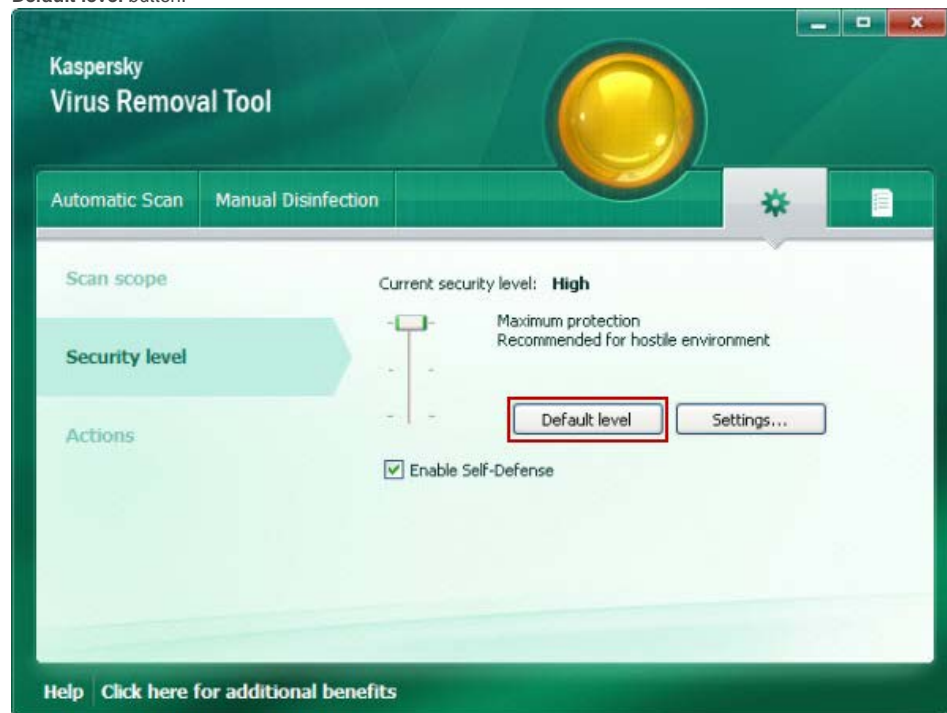 Default level button.
Kaspersky
Virus Removal Tool
Automatic Scan
Manual Disinfection
Scan scope
Security level
Actions
Current security level: High
Maximum protection
Recommended for hostile environment
Default level
Settings...
Enable Self-Defense
Help
Click here for additional benefits